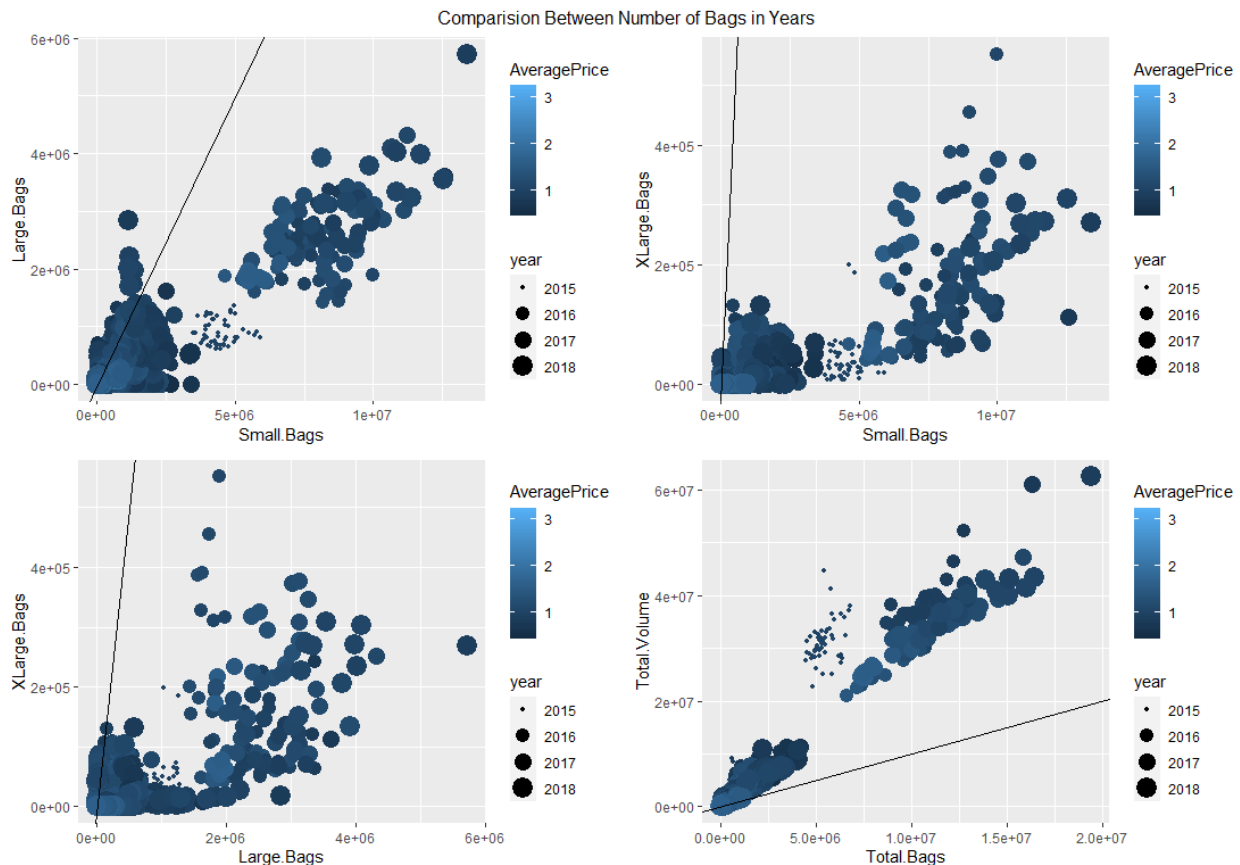 Comparision Between Number of Bags in Years
6e+06
4e+06
2e+06
0e+00
Large.Bags
0e+00 5e+06 1e+07
Small.Bags
AveragePrice
3
2
1
year
2015
2016
2017
2018
4e+05
2e+05
0e+00
XLarge.Bags
0e+00 5e+06 1e+07
Small.Bags
AveragePrice
3
2
1
year
2015
2016
2017
2018
4e+05
2e+05
0e+00
XLarge.Bags
0e+00 2e+06 4e+06 6e+06
Large.Bags
AveragePrice
3
2
1
year
2015
2016
2017
2018
6e+07
4e+07
2e+07
0e+00
Total.Volume
0.0e+00 5.0e+06 1.0e+07 1.5e+07 2.0e+07
Total.Bags
AveragePrice
3
2
1
year
2015
2016
2017
2018